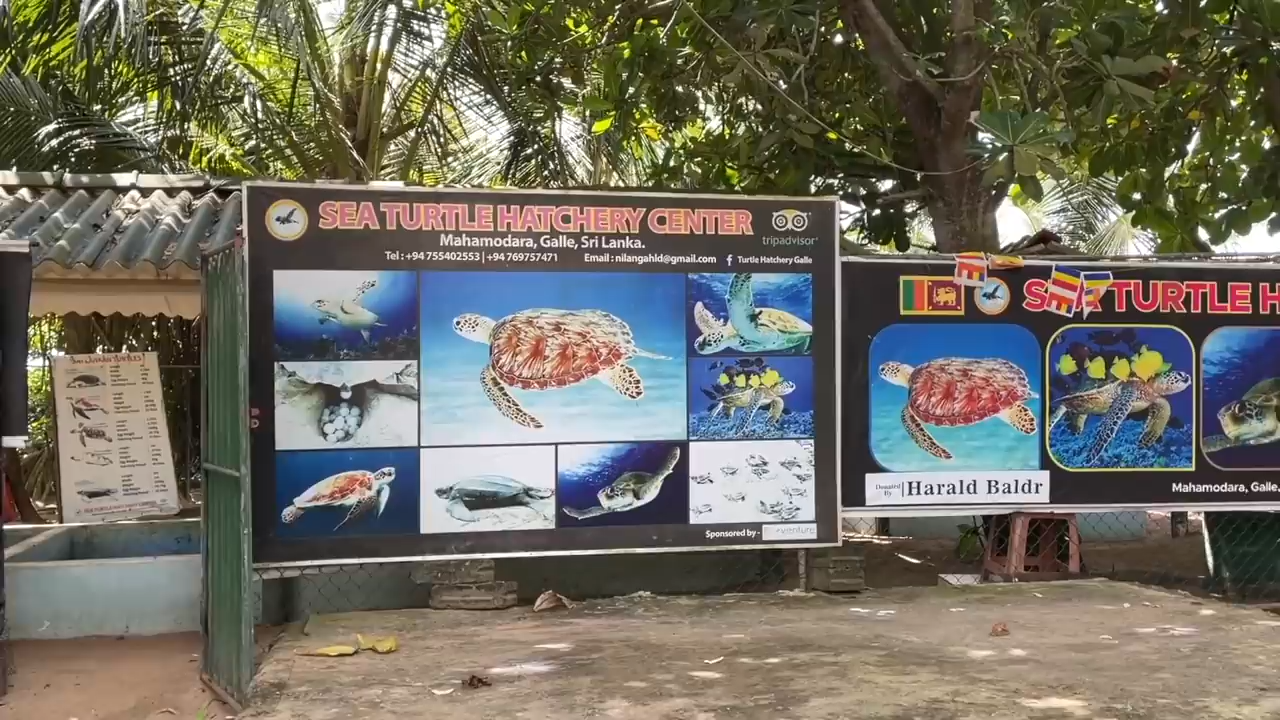 SEA TURTLE HATCHERY CENTER
Mahamodara, Galle, Sri Lanka.
tripadvisor
Tel : +94 755402553 | +94 769757471 Email : nilangahld@gmail.com f Turtle Hatchery Galle
Sponsored by -
SEA TURTLE H
Donated By Harald Baldr
Mahamodara, Galle,